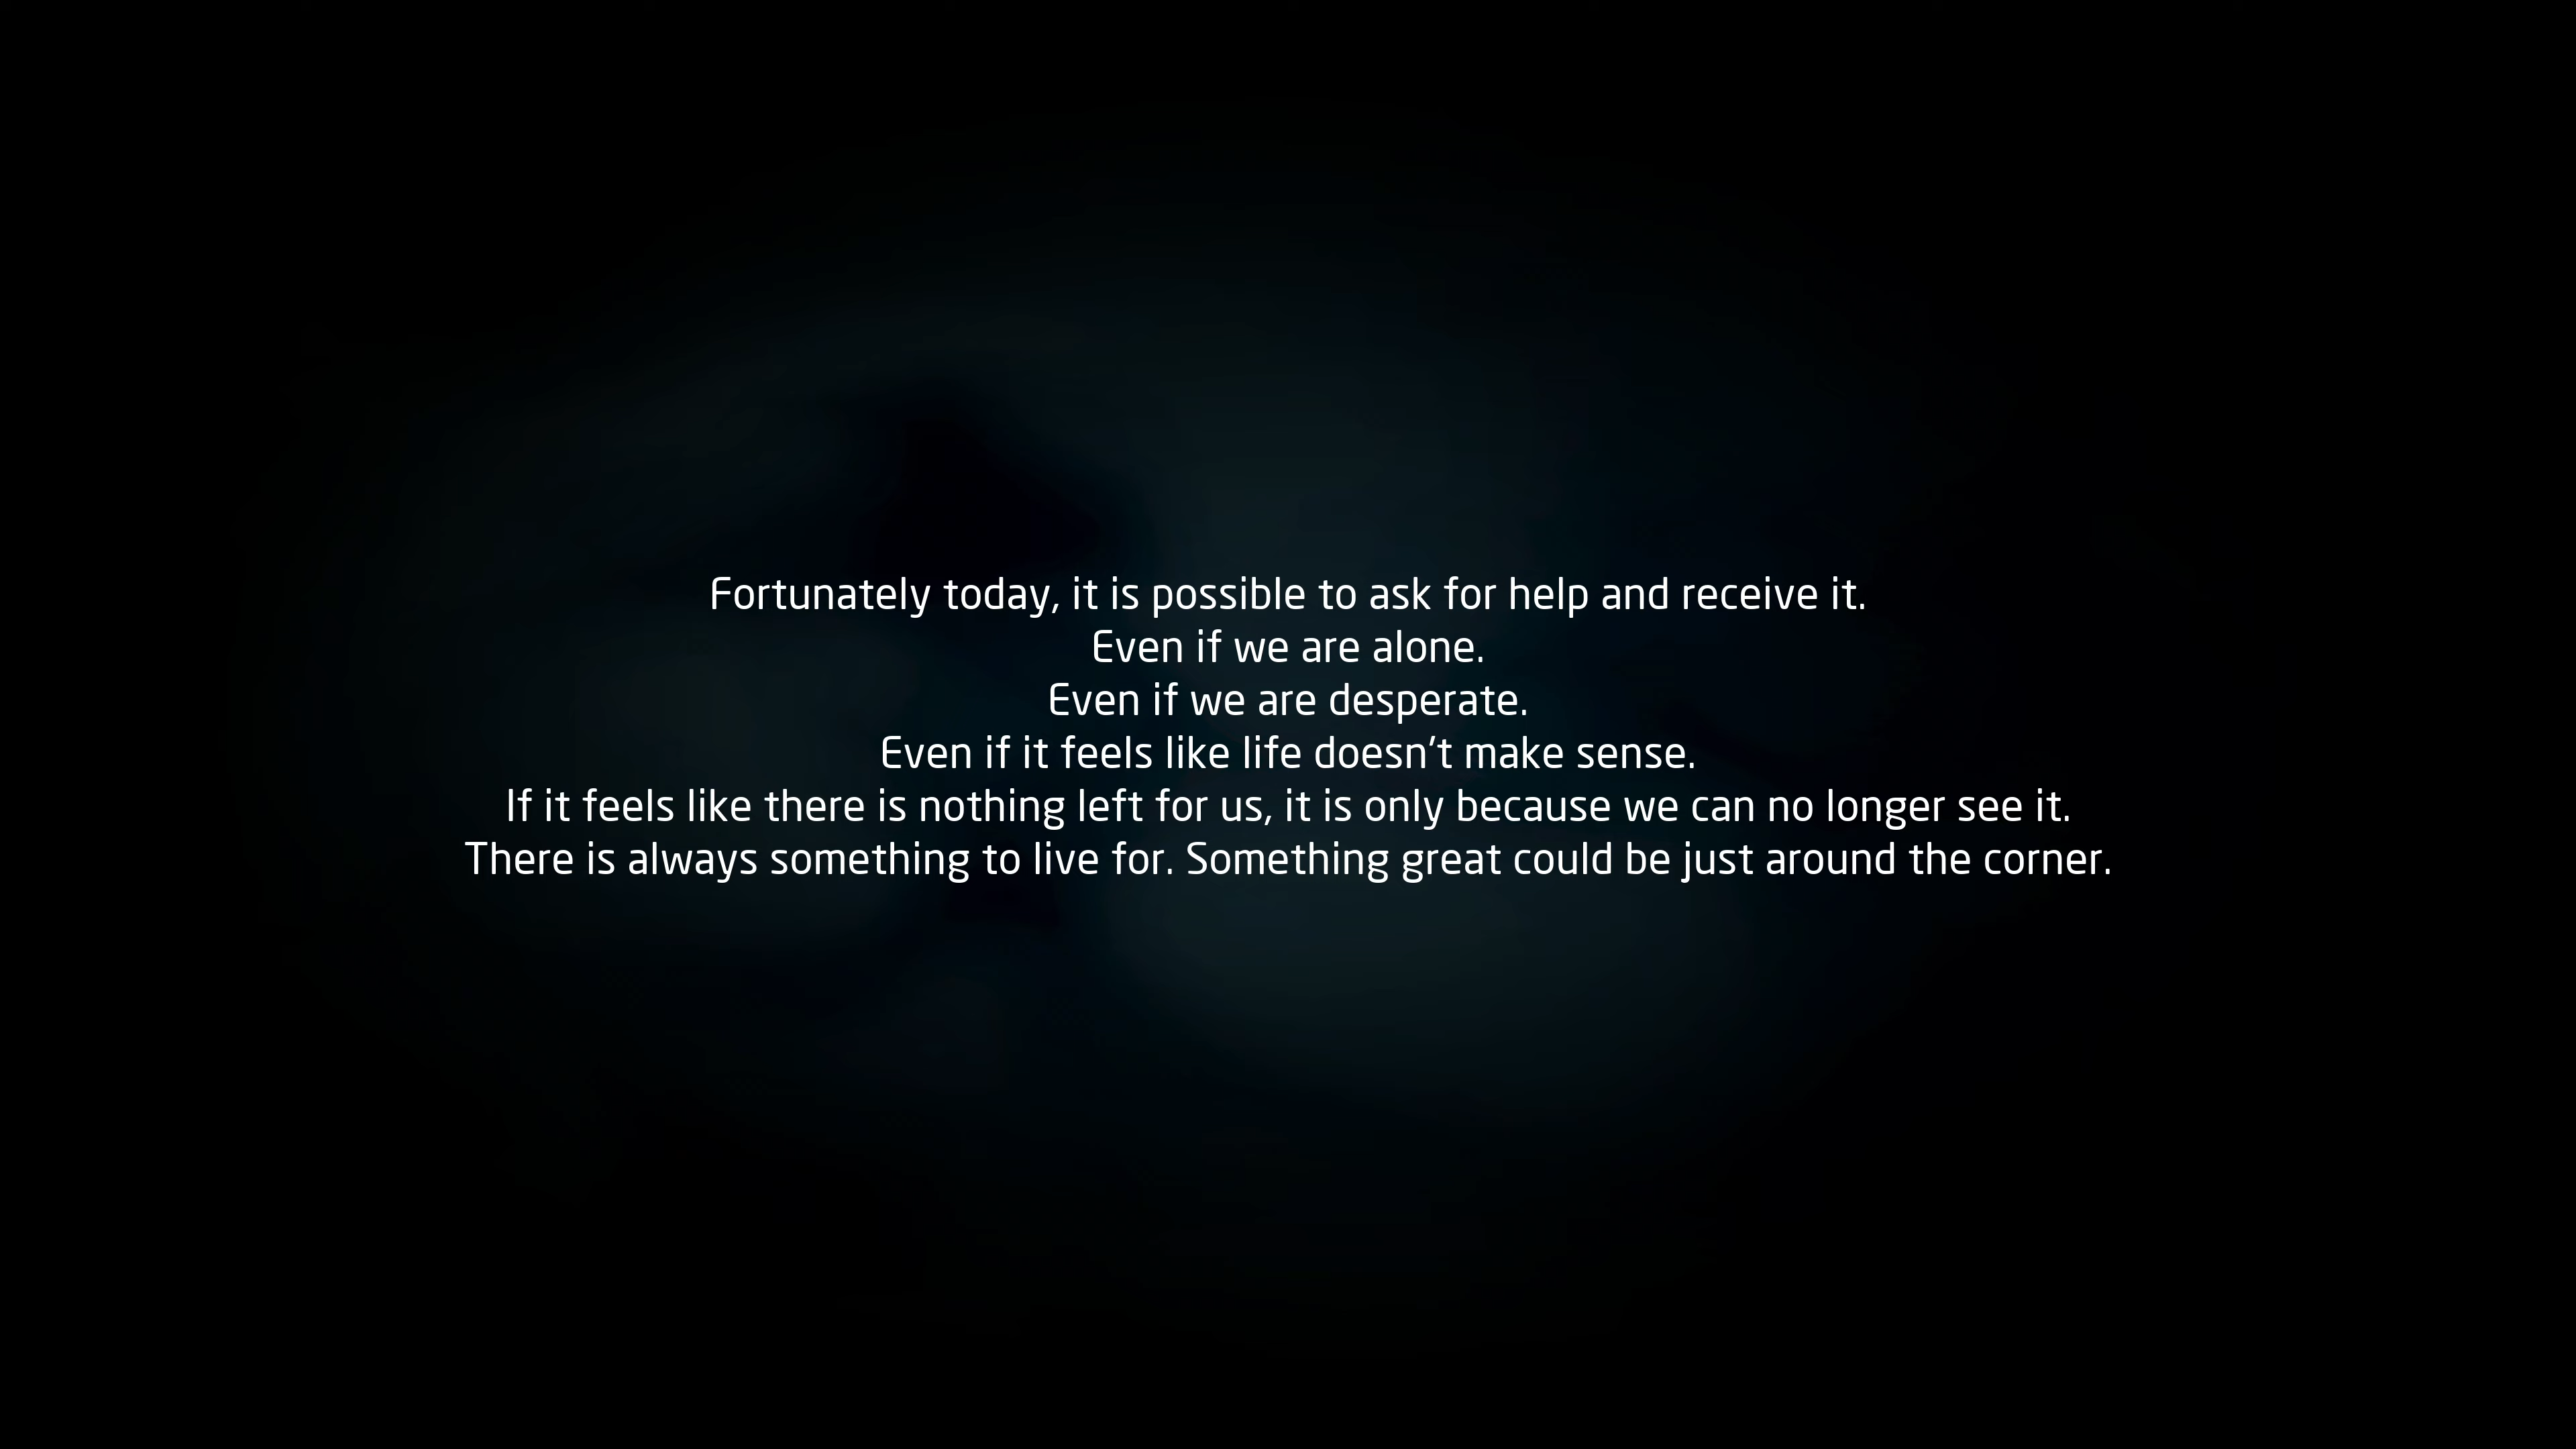 Fortunately today, it is possible to ask for help and receive it.
Even if we are alone.
Even if we are desperate.
Even if it feels like life doesn't make sense.
If it feels like there is nothing left for us, it is only because we can no longer see it.
There is always something to live for. Something great could be just around the corner.